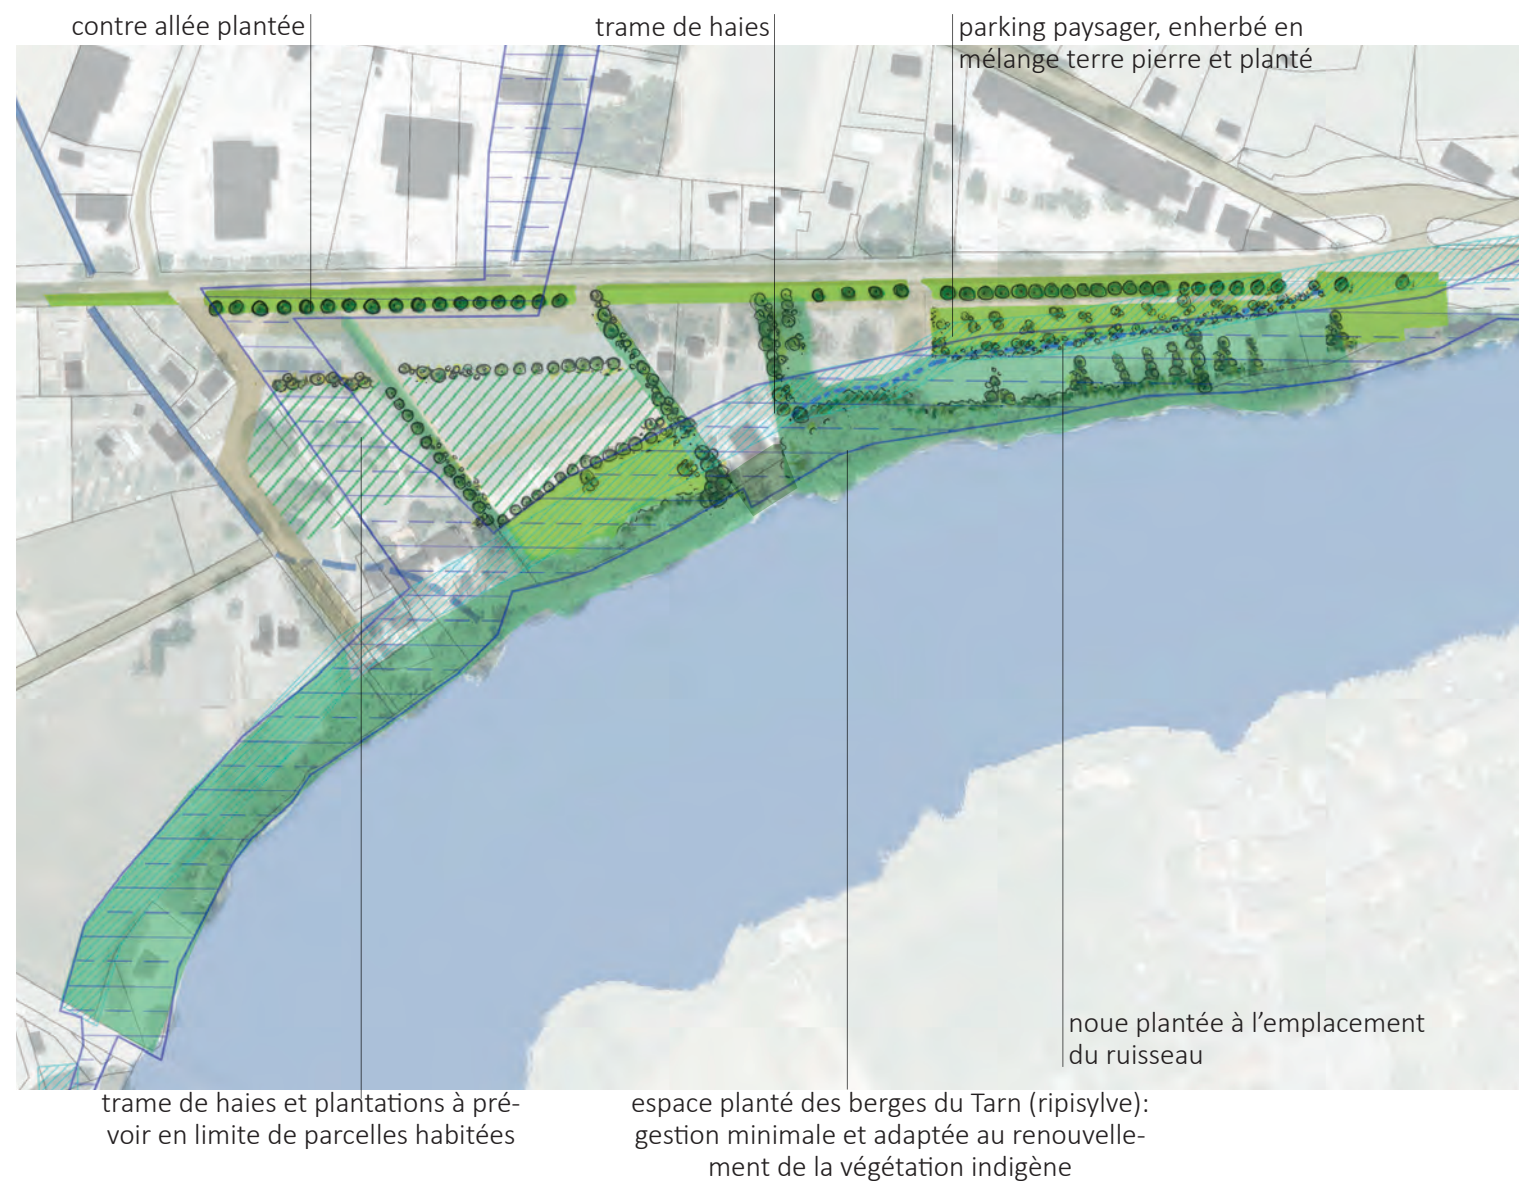 contre allée plantée
trame de haies
parking paysager, enherbé en
mélange terre pierre et planté
noue plantée à l’emplacement
du ruisseau
trame de haies et plantations à pré-
voir en limite de parcelles habitées
espace planté des berges du Tarn (ripisylve):
gestion minimale et adaptée au renouvelle-
ment de la végétation indigène